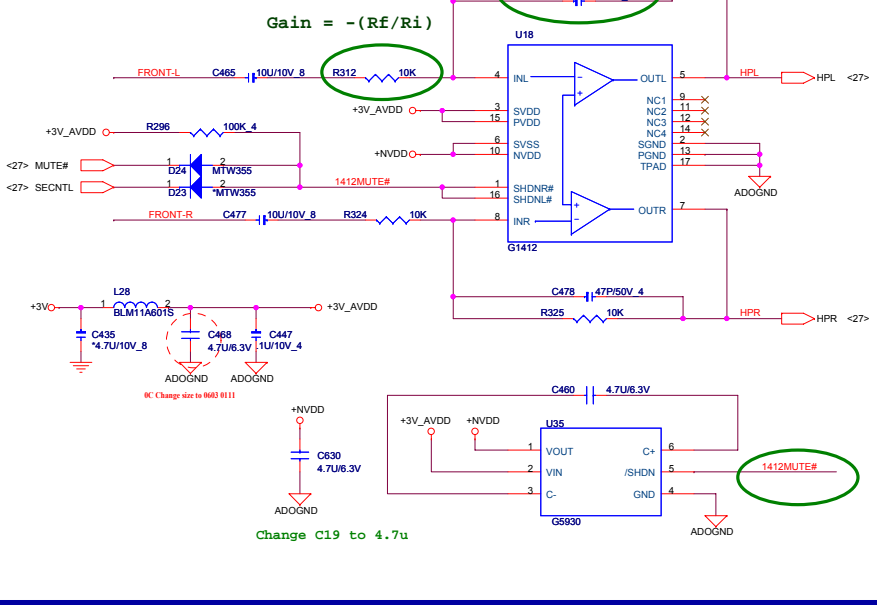 Gain = -(Rf/Ri)
U18
FRONT-L C465 10U/10V_8 R312 10K 4 INL OUTL 5 HPL HPL <27>
+3V_AVDD 3 SVDD NC1 9
15 PVDD NC2 11
NC3 12
NC4 14
+3V_AVDD R296 100K_4
+NVDD 6 SVSS SGND 2
10 NVDD PGND 13
TPAD 17
<27> MUTE# 1 2
D24 MTW355
<27> SECNTL 1 2 1412MUTE# 1 SHDNR#
D23 *MTW355 16 SHDNL#
ADOGND
FRONT-R C477 10U/10V_8 R324 10K 8 INR OUTR 7
G1412
C478 47P/50V_4
R325 10K HPR HPR <27>
L28
+3V 1 2 +3V_AVDD
BLM11A601S
C435 C468 C447
*4.7U/10V_8 4.7U/6.3V .1U/10V_4
ADOGND ADOGND
0C Change size to 0603 0111
C460 4.7U/6.3V
+NVDD
+3V_AVDD +NVDD U35
1 VOUT C+ 6
C630
4.7U/6.3V
2 VIN /SHDN 5 1412MUTE#
3 C- GND 4
ADOGND
G5930
ADOGND
Change C19 to 4.7u